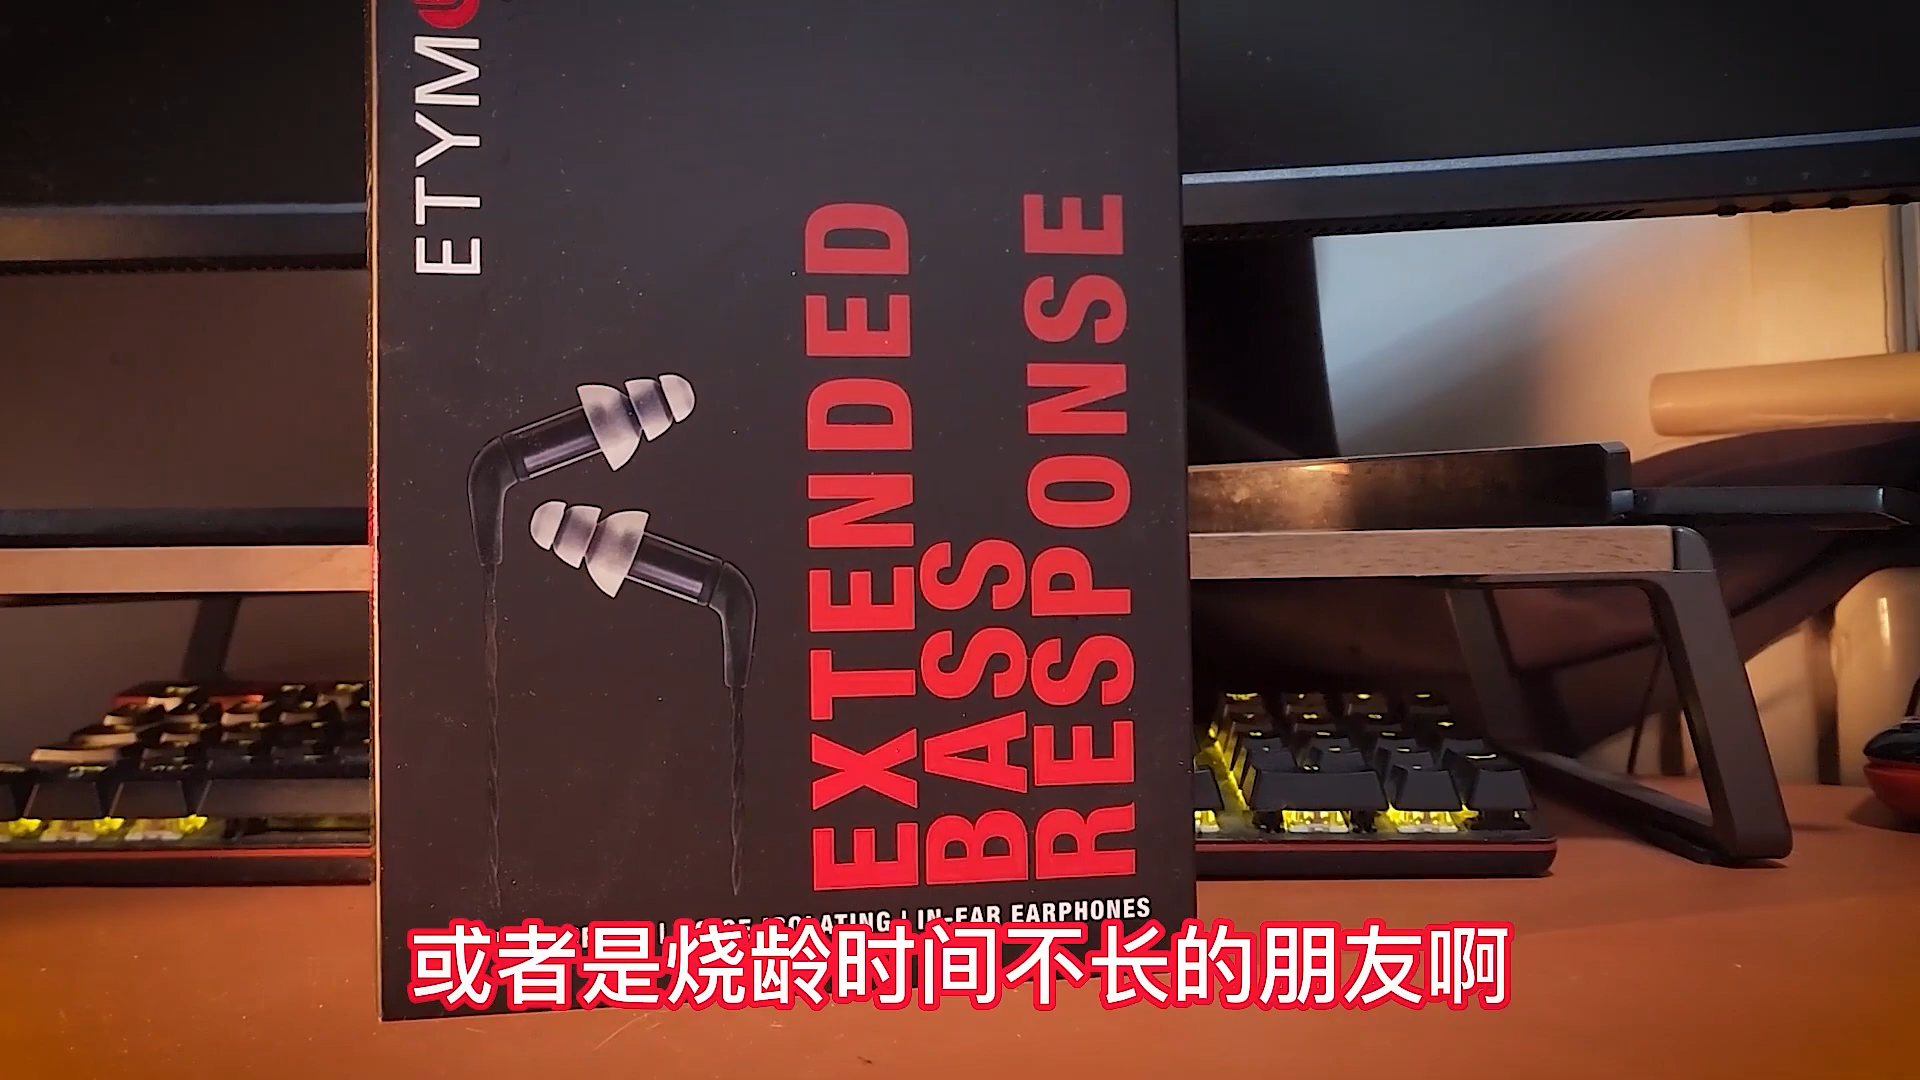 ETYM
EXTENDED
BASS
RESPONSE
ISOLATING | IN-EAR EARPHONES
或者是烧龄时间不长的朋友啊